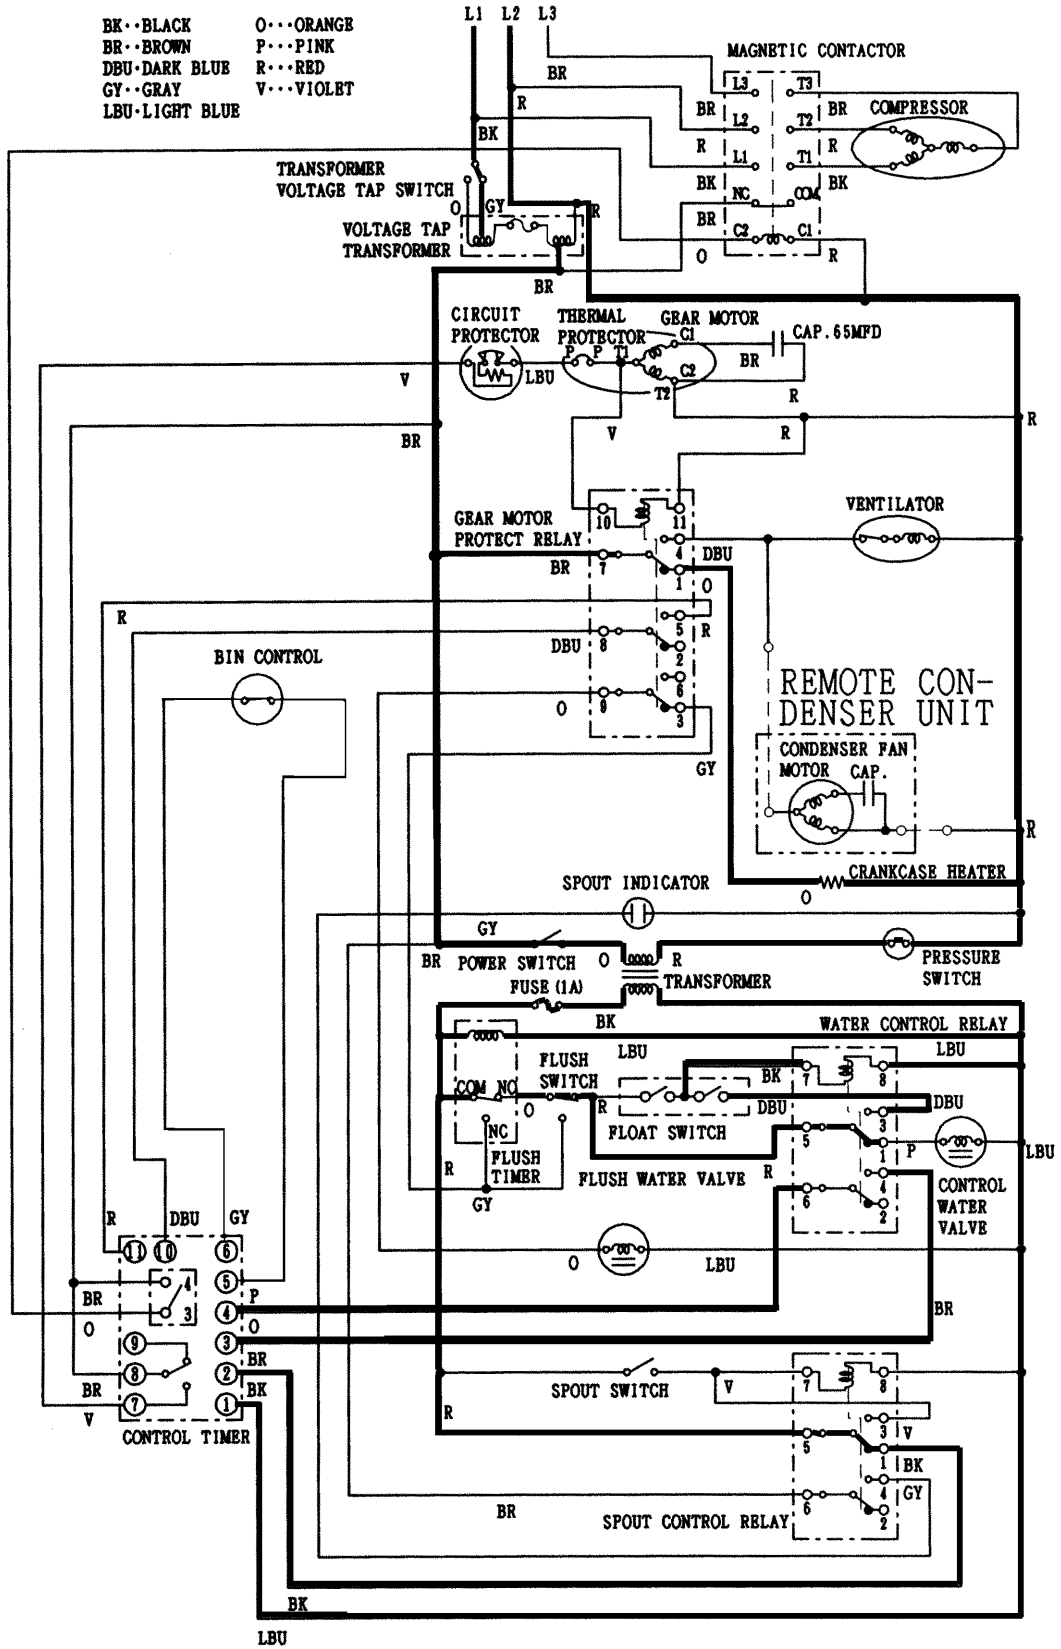 L1 L2 L3
BK··BLACK O···ORANGE
BR··BROWN P···PINK
DBU·DARK BLUE R···RED
GY··GRAY V···VIOLET
LBU·LIGHT BLUE
MAGNETIC CONTACTOR
BR
R
BK
L3 T3
BR BR
COMPRESSOR
L2 T2
R R
L1 T1
BK BK
NC COM
BR
C2 C1
O R
TRANSFORMER
VOLTAGE TAP SWITCH
O GY R
VOLTAGE TAP
TRANSFORMER
BR
CIRCUIT
PROTECTOR
THERMAL
PROTECTOR
GEAR MOTOR
CAP.65MFD
P P T1 C1
BR
V LBU C2
T2 R
BR V R R
VENTILATOR
GEAR MOTOR
PROTECT RELAY
10 11
4 DBU
BR 7 1 O
R
5 R
DBU 8 2
6
O 9 3
GY
BIN CONTROL
REMOTE CON-
DENSER UNIT
CONDENSER FAN
MOTOR CAP.
R
CRANKCASE HEATER
O
SPOUT INDICATOR
GY
BR POWER SWITCH O R
PRESSURE
SWITCH
TRANSFORMER
FUSE (1A)
BK
WATER CONTROL RELAY
LBU LBU
FLUSH
SWITCH
COM NO
O R
BK 7 8
DBU DBU
3
NC
FLOAT SWITCH
5 1 P
LBU
FLUSH
TIMER
R
FLUSH WATER VALVE R
4
6 2
GY
CONTROL
WATER
VALVE
O LBU
R DBU GY
11 10 6
4 5
BR P
3 4
O O
BR
9 3
BR
8 2
BR BK
7 1
V
CONTROL TIMER
SPOUT SWITCH V
7 8
R
3 V
5 1 BK
4 GY
BR 6 2
SPOUT CONTROL RELAY
BK
LBU